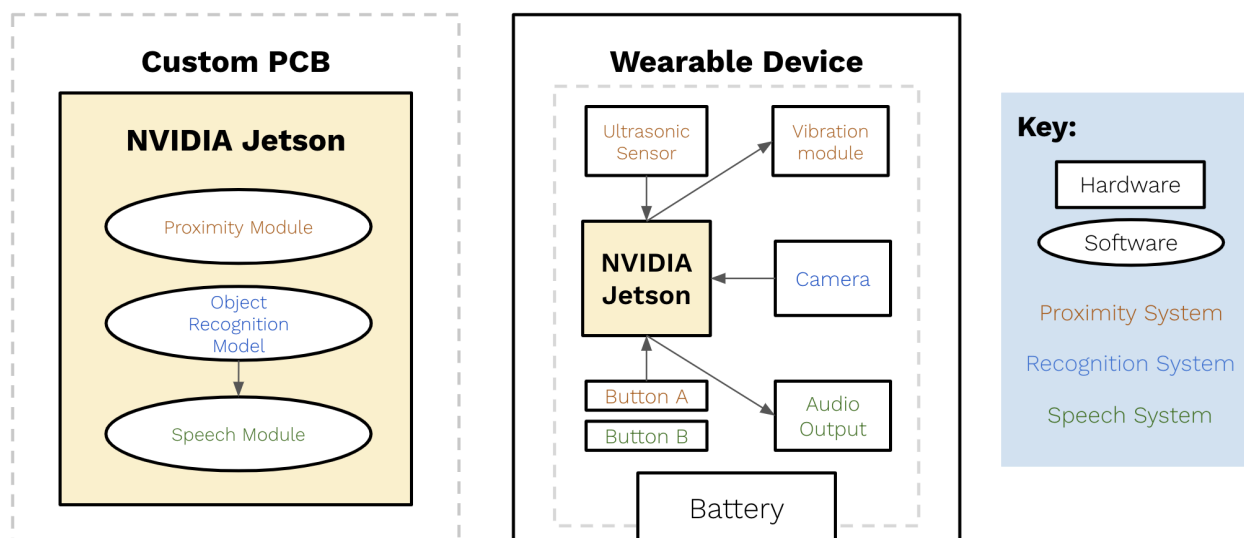 Custom PCB
NVIDIA Jetson
Proximity Module
Object
Recognition
Model
Speech Module
Wearable Device
Ultrasonic
Sensor
Vibration
module
NVIDIA
Jetson
Camera
Button A
Button B
Audio
Output
Battery
Key:
Hardware
Software
Proximity System
Recognition System
Speech System